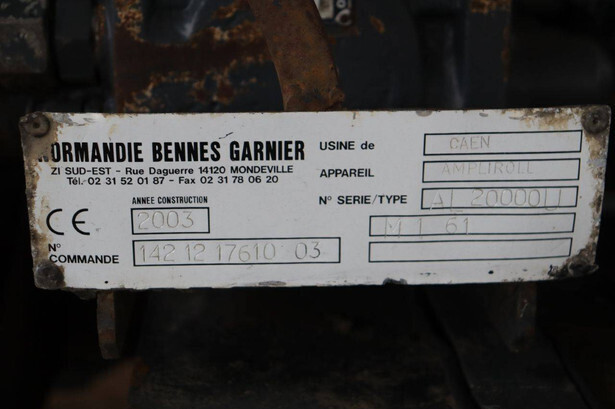 NORMANDIE BENNES GARNIER
ZI SUD-EST - Rue Daguerre 14120 MONDEVILLE
Tél. 02 31 52 01 87 - Fax 02 31 78 06 20
CE
ANNEE CONSTRUCTION
2003
N° COMMANDE
142 12 17610 03
USINE de CAEN
APPAREIL AMPLIROLL
N° SERIE/TYPE AL 20000U
M I 61